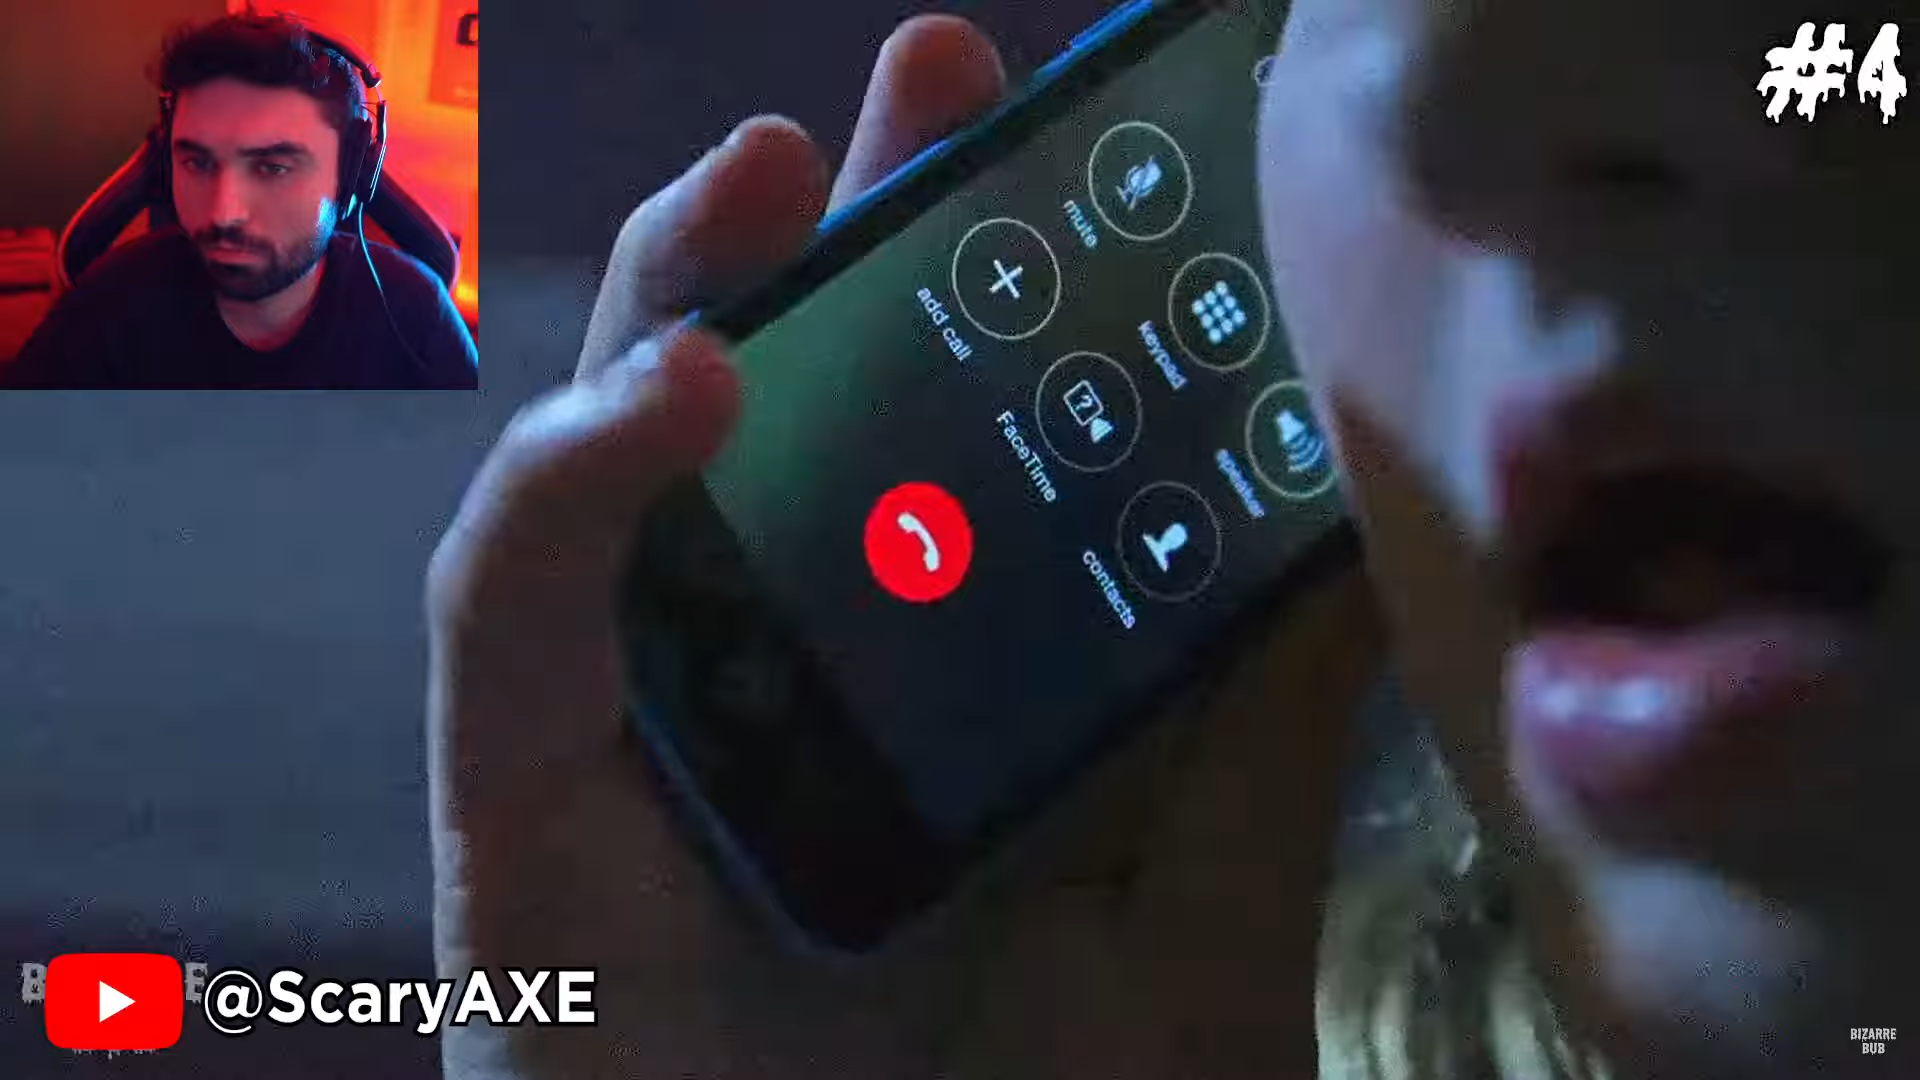 #4
mute
add call
keypad
FaceTime
speaker
contacts
@ScaryAXE
BIZARRE
BUB